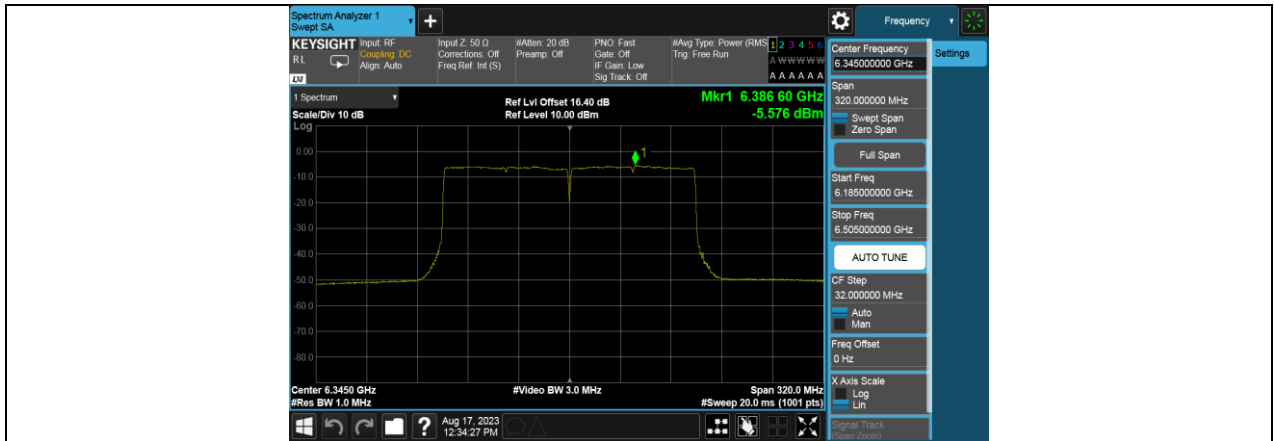 Spectrum Analyzer 1
Swept SA
Frequency
KEYSIGHT
RL
LXI
Input: RF
Coupling: DC
Align: Auto
Input Z: 50 Ω
Corrections: Off
Freq Ref: Int (S)
#Atten: 20 dB
Preamp: Off
PNO: Fast
Gate: Off
IF Gain: Low
Sig Track: Off
#Avg Type: Power (RMS
Trig: Free Run
1 2 3 4 5 6
A W W W W W
A A A A A A
1 Spectrum
Scale/Div 10 dB
Ref Lvl Offset 16.40 dB
Ref Level 10.00 dBm
Mkr1 6.386 60 GHz
-5.576 dBm
Log
0.00
-10.0
-20.0
-30.0
-40.0
-50.0
-60.0
-70.0
-80.0
1
Center 6.3450 GHz
#Res BW 1.0 MHz
#Video BW 3.0 MHz
Span 320.0 MHz
#Sweep 20.0 ms (1001 pts)
Aug 17, 2023
12:34:27 PM
Center Frequency
6.345000000 GHz
Settings
Span
320.000000 MHz
Swept Span
Zero Span
Full Span
Start Freq
6.185000000 GHz
Stop Freq
6.505000000 GHz
AUTO TUNE
CF Step
32.000000 MHz
Auto
Man
Freq Offset
0 Hz
X Axis Scale
Log
Lin
Signal Track
(Span Zoom)